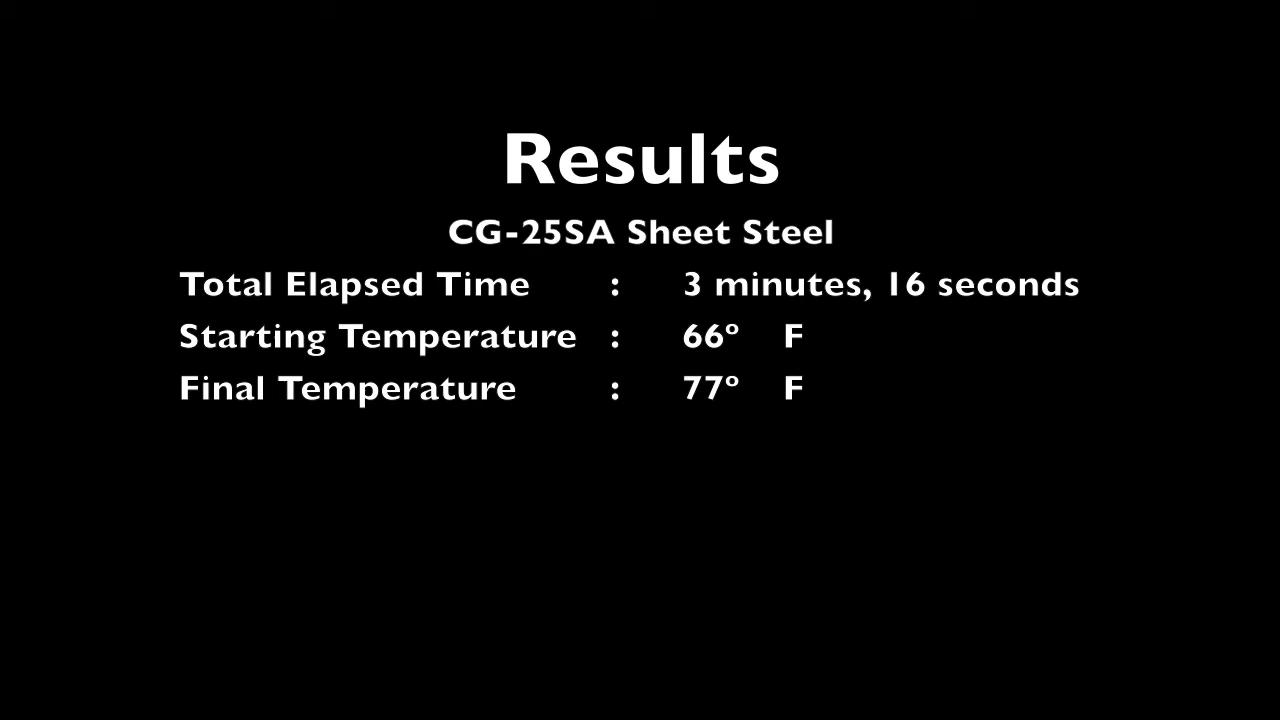 Results
CG-25SA Sheet Steel
Total Elapsed Time : 3 minutes, 16 seconds
Starting Temperature : 66º F
Final Temperature : 77º F